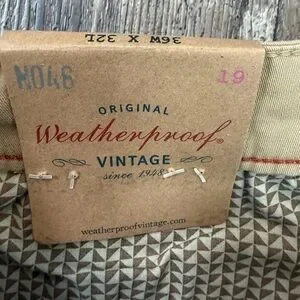 36W X 32L
N046
19
ORIGINAL
Weatherproof®
VINTAGE
since 1948
weatherproofvintage.com